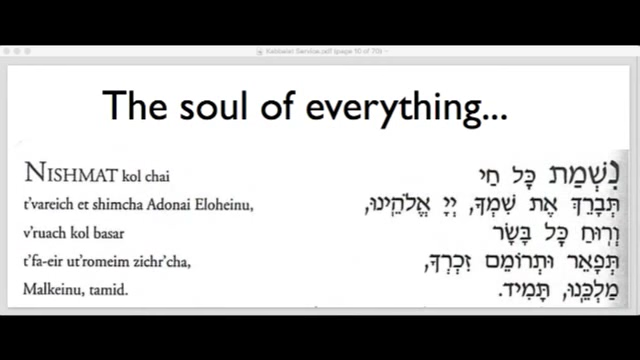 Kabbalat Service.pdf (page 10 of 70)
The soul of everything...
NISHMAT kol chai
t'vareich et shimcha Adonai Eloheinu,
v'ruach kol basar
t'fa-eir ut'romeim zichr'cha,
Malkeinu, tamid.
נִשְׁמַת כׇּל חַי
תְּבָרֵךְ אֶת שִׁמְךָ, יְיָ אֱלֹהֵֽינוּ,
וְרֽוּחַ כׇּל בָּשָׂר
תְּפָאֵר וּתְרוֹמֵם זִכְרְךָ,
מַלְכֵּֽנוּ, תָּמִיד.